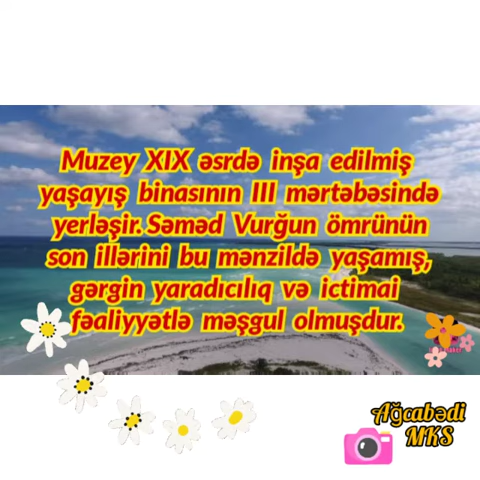 Muzey XIX əsrdə inşa edilmiş
yaşayış binasının III mərtəbəsində
yerləşir. Səməd Vurğun ömrünün
son illərini bu mənzildə yaşamış,
gərgin yaradıcılıq və ictimai
fəaliyyətlə məşgul olmuşdur.
Ağcabədi
MKS